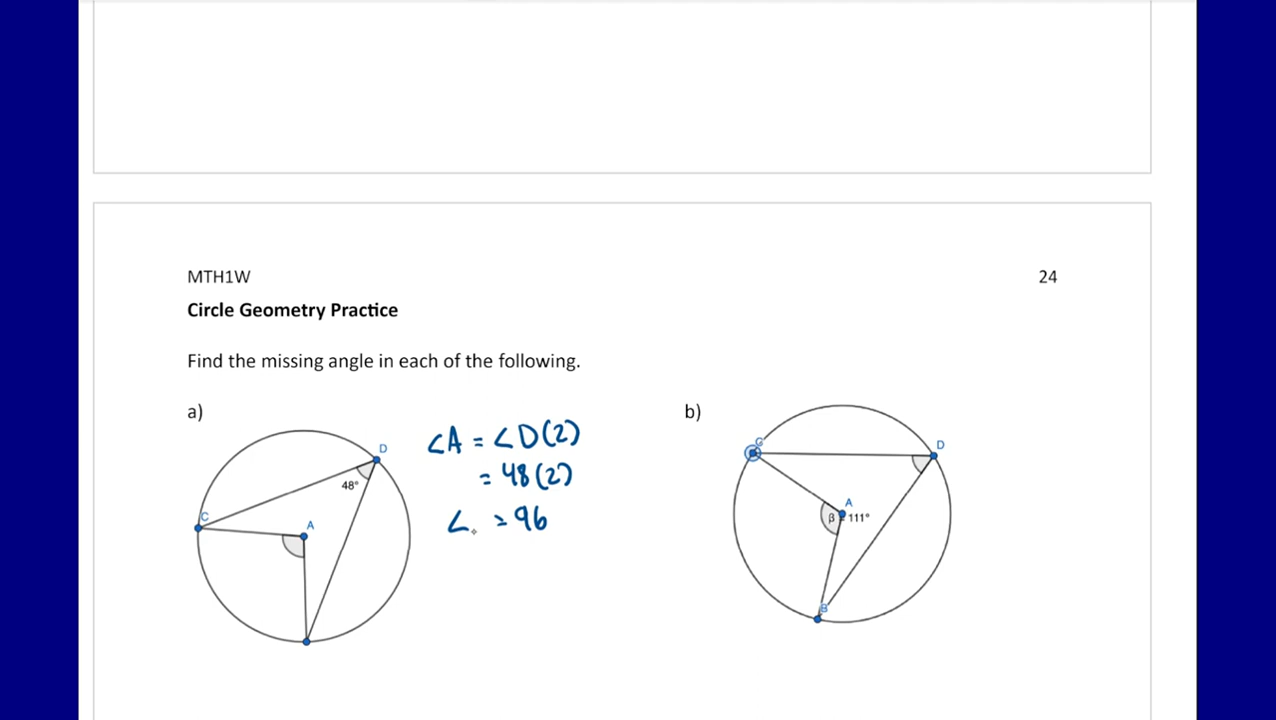 MTH1W 24
Circle Geometry Practice
Find the missing angle in each of the following.
a)
D
48°
C
A
∠A = ∠D(2)
= 48(2)
∠ = 96
b)
C
D
A
β = 111°
B